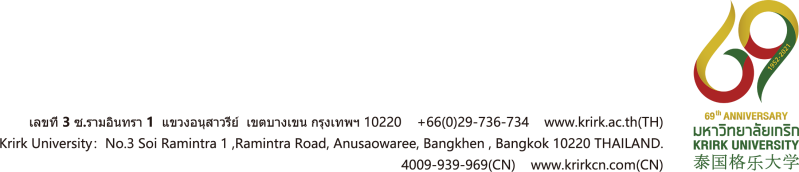 69
1952-2021
69th ANNIVERSARY
มหาวิทยาลัยเกริก
KRIRK UNIVERSITY
泰国格乐大学
เลขที่ 3 ซ.รามอินทรา 1 แขวงอนุสาวรีย์ เขตบางเขน กรุงเทพฯ 10220 +66(0)29-736-734 www.krirk.ac.th(TH)
Krirk University: No.3 Soi Ramintra 1 ,Ramintra Road, Anusaowaree, Bangkhen , Bangkok 10220 THAILAND.
4009-939-969(CN) www.krirkcn.com(CN)